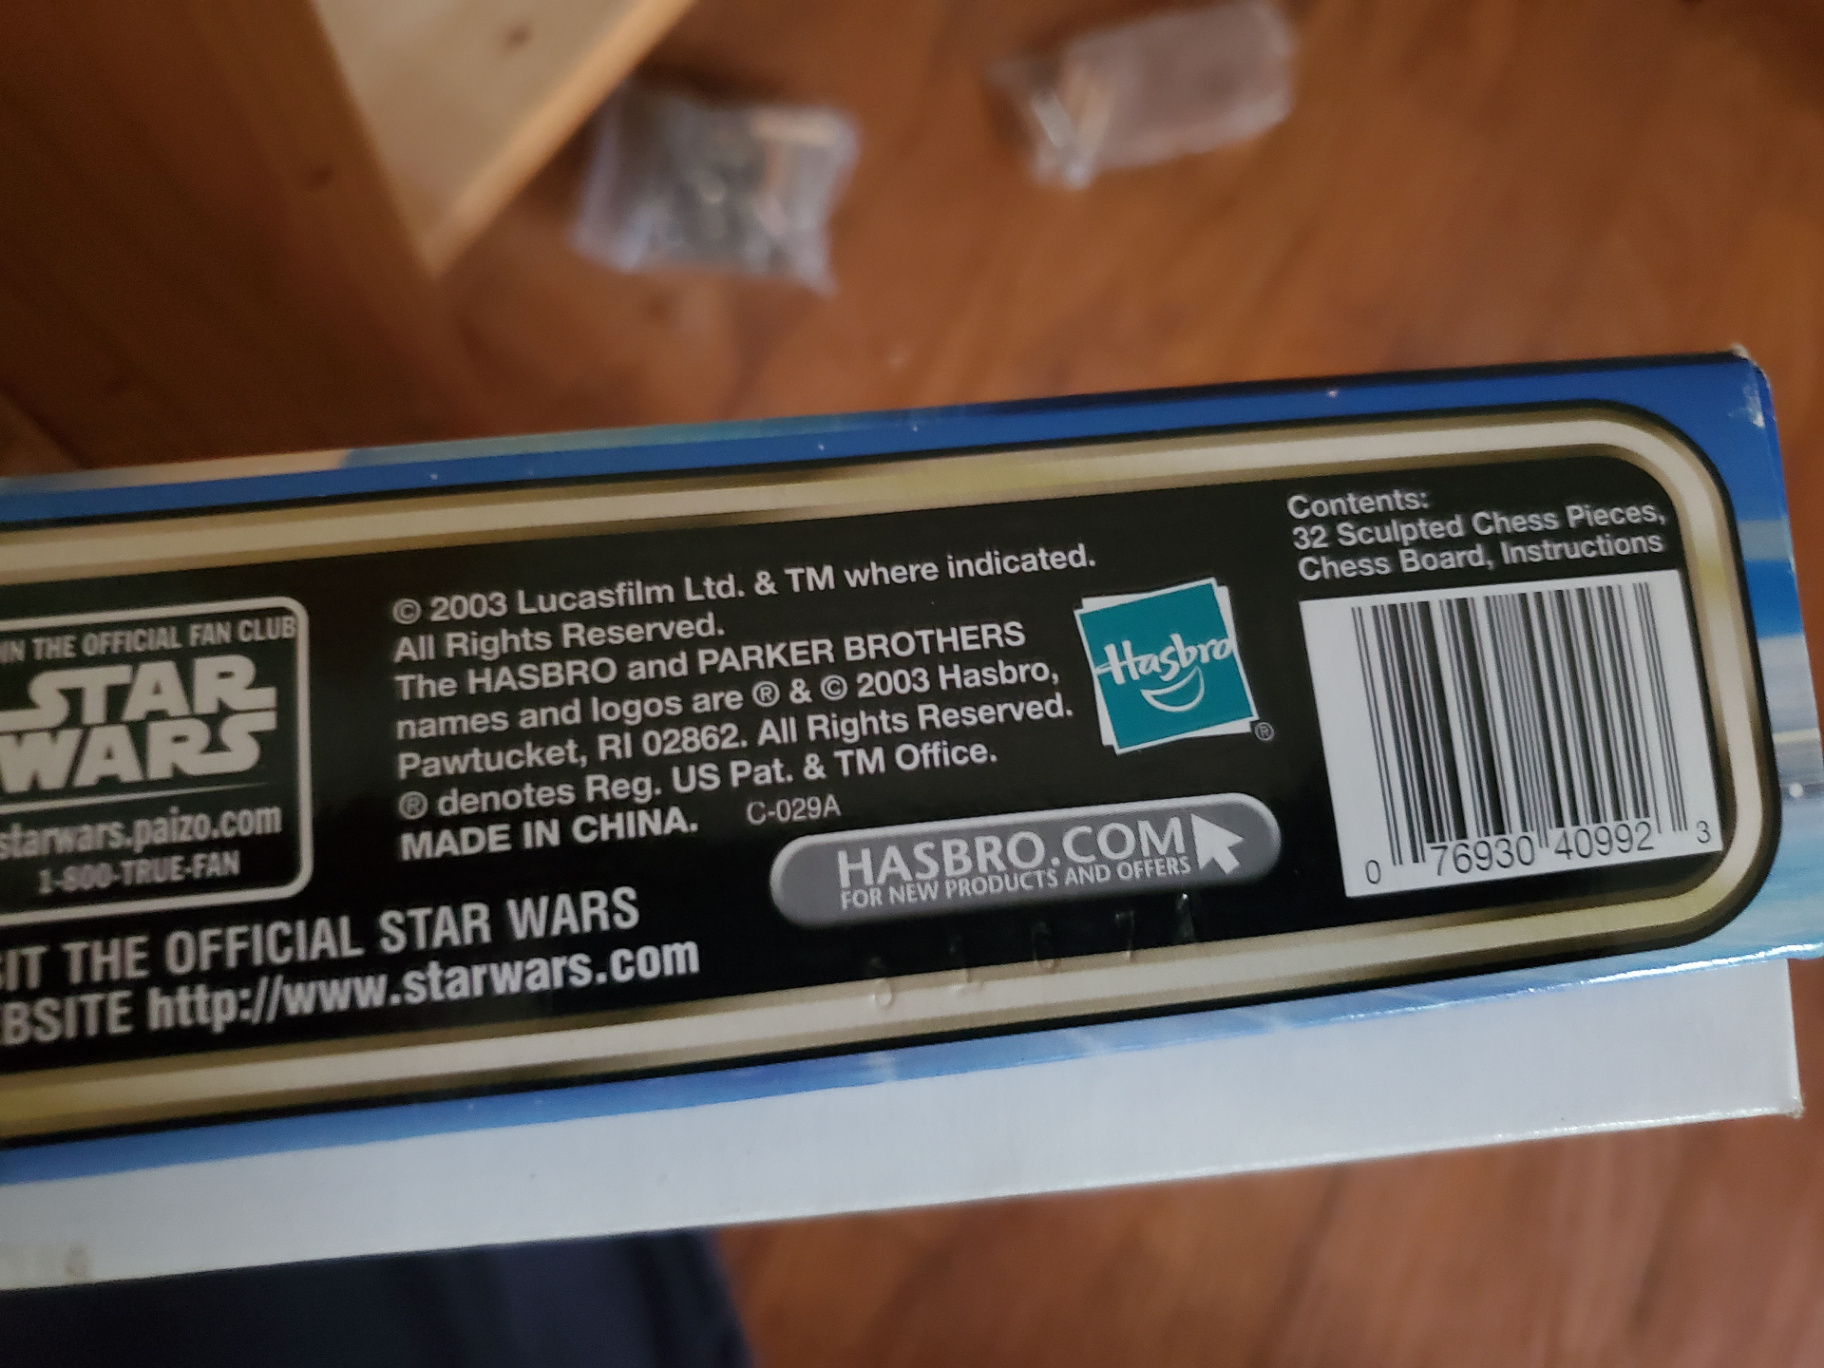 IN THE OFFICIAL FAN CLUB
STAR
WARS
starwars.paizo.com
1-800-TRUE-FAN
SIT THE OFFICIAL STAR WARS
BSITE http://www.starwars.com
© 2003 Lucasfilm Ltd. & TM where indicated.
All Rights Reserved.
The HASBRO and PARKER BROTHERS
names and logos are ® & © 2003 Hasbro,
Pawtucket, RI 02862. All Rights Reserved.
® denotes Reg. US Pat. & TM Office.
MADE IN CHINA. C-029A
Hasbro
®
HASBRO.COM
FOR NEW PRODUCTS AND OFFERS
Contents:
32 Sculpted Chess Pieces,
Chess Board, Instructions
0 76930 40992 3